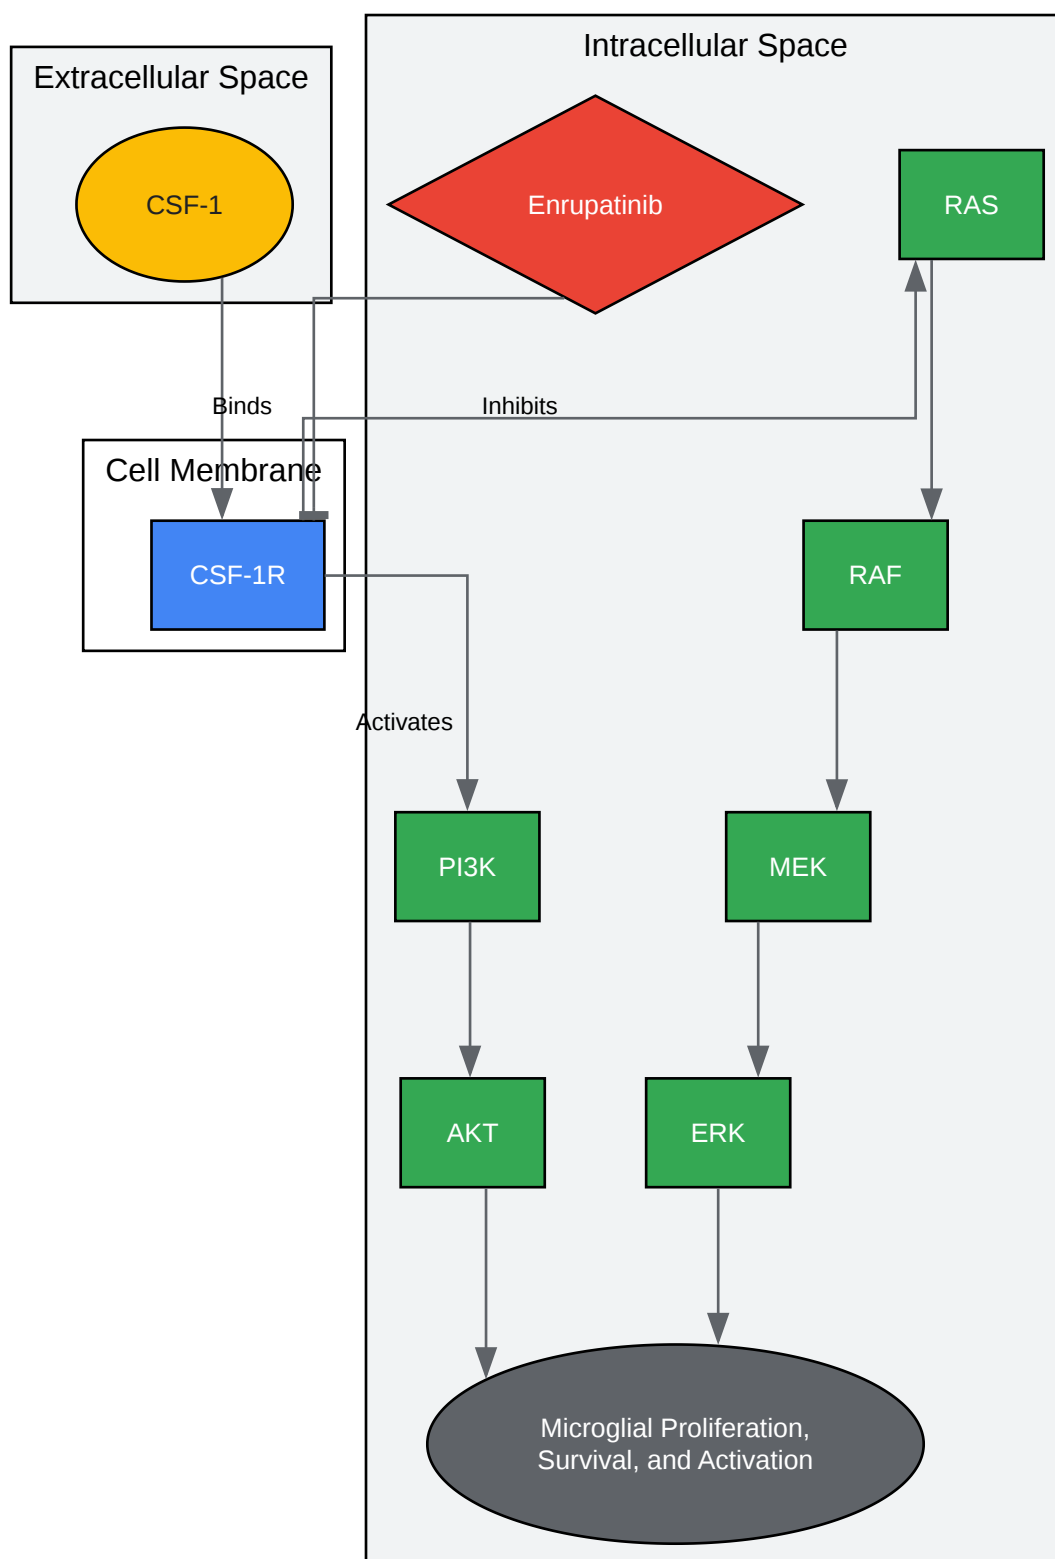 Intracellular Space
Extracellular Space
CSF-1
Enrupatinib
RAS
Binds
Inhibits
Cell Membrane
CSF-1R
RAF
Activates
PI3K
MEK
AKT
ERK
Microglial Proliferation,
Survival, and Activation